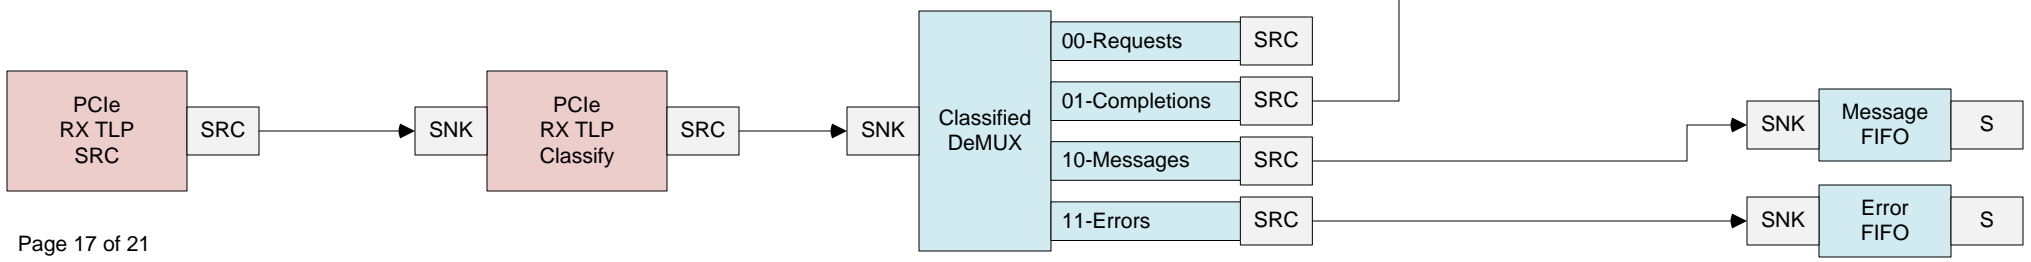 PCIe
RX TLP
SRC
SRC
SNK
PCIe
RX TLP
Classify
SRC
SNK
Classified
DeMUX
00-Requests
SRC
01-Completions
SRC
10-Messages
SRC
11-Errors
SRC
SNK
Message
FIFO
S
SNK
Error
FIFO
S
Page 17 of 21